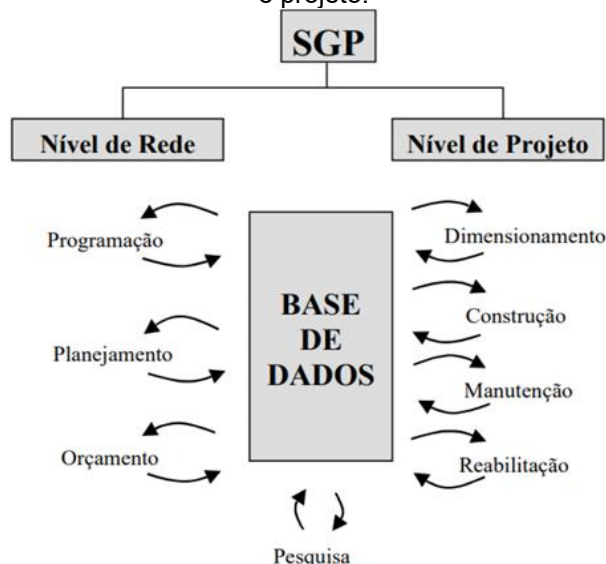 e projeto.
SGP
Nível de Rede
Nível de Projeto
Programação
Planejamento
Orçamento
BASE
DE
DADOS
Dimensionamento
Construção
Manutenção
Reabilitação
Pesquisa